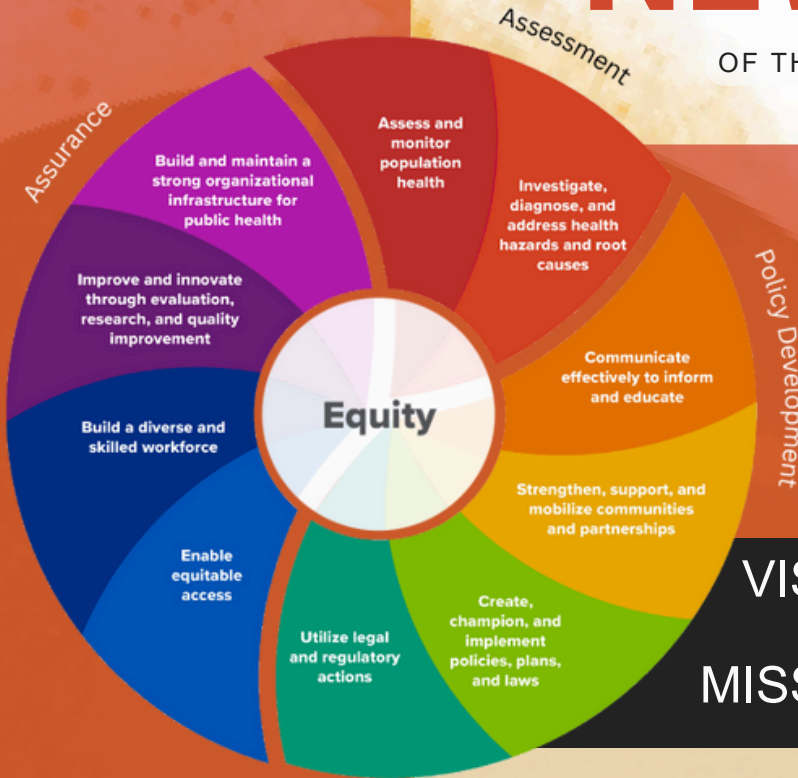 OF TH
Assessment
Assurance
Policy Development
Assess and
monitor
population
health
Investigate,
diagnose, and
address health
hazards and root
causes
Communicate
effectively to inform
and educate
Strengthen, support, and
mobilize communities
and partnerships
Create,
champion, and
implement
policies, plans,
and laws
Utilize legal
and regulatory
actions
Enable
equitable
access
Build a diverse and
skilled workforce
Improve and innovate
through evaluation,
research, and quality
improvement
Build and maintain a
strong organizational
infrastructure for
public health
Equity
VIS
MISS